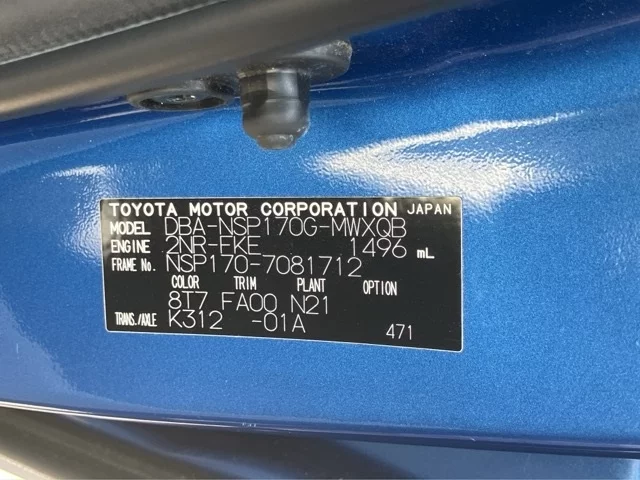 TOYOTA MOTOR CORPORATION JAPAN
MODEL DBA-NSP170G-MWXQB
ENGINE 2NR-FKE 1496 mL
FRAME No. NSP170-7081712
COLOR TRIM PLANT OPTION
8T7 FA00 N21
TRANS./AXLE K312 -01A 471